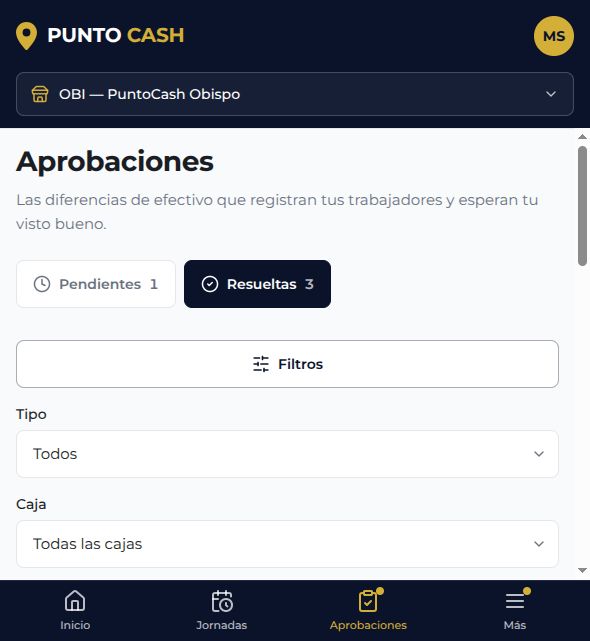 PUNTO CASH
MS
OBI — PuntoCash Obispo
Aprobaciones
Las diferencias de efectivo que registran tus trabajadores y esperan tu
visto bueno.
Pendientes 1
Resueltas 3
Filtros
Tipo
Todos
Caja
Todas las cajas
Inicio
Jornadas
Aprobaciones
Más